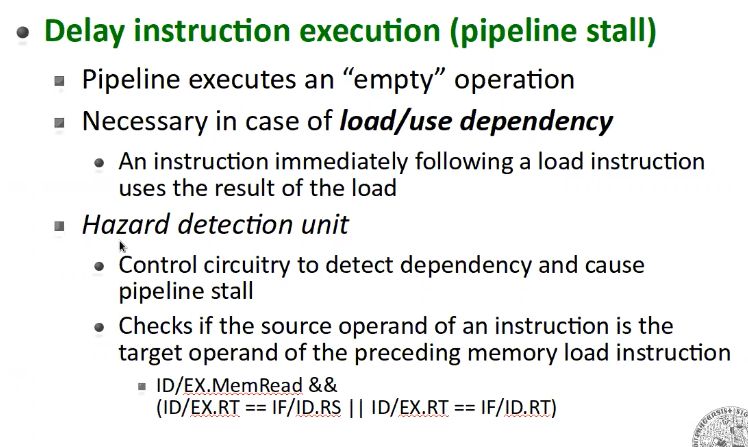 Delay instruction execution (pipeline stall)
Pipeline executes an “empty” operation
Necessary in case of load/use dependency
An instruction immediately following a load instruction
uses the result of the load
Hazard detection unit
Control circuitry to detect dependency and cause
pipeline stall
Checks if the source operand of an instruction is the
target operand of the preceding memory load instruction
ID/EX.MemRead &&
(ID/EX.RT == IF/ID.RS || ID/EX.RT == IF/ID.RT)